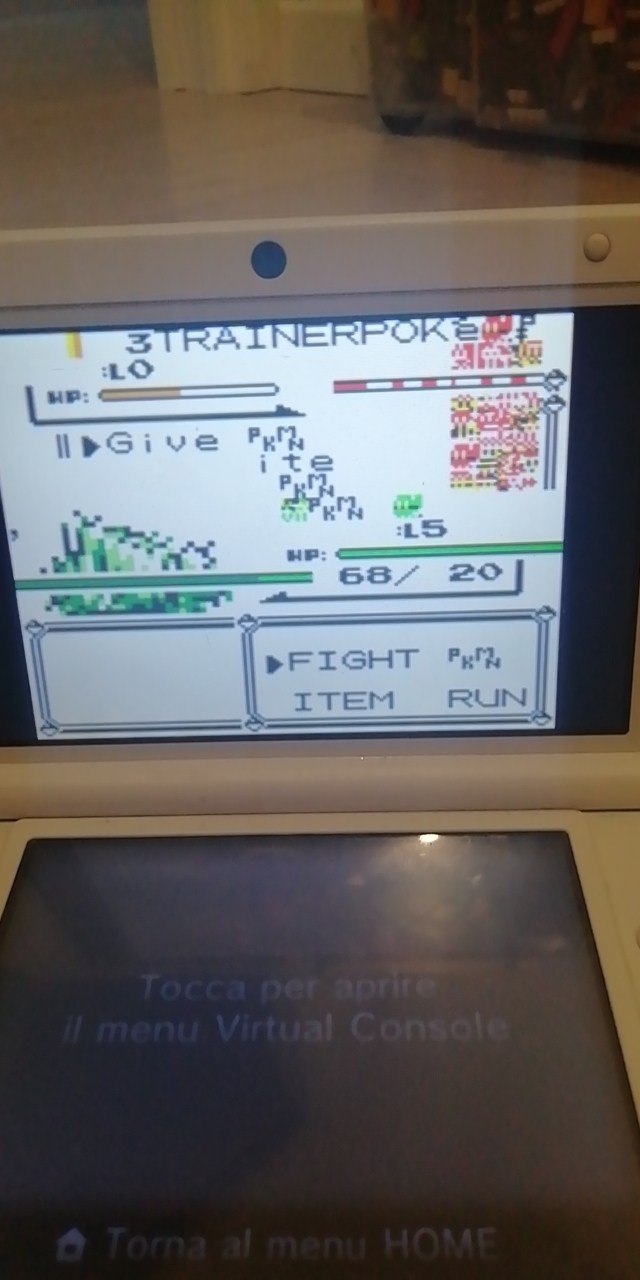 3TRAINERPOKé
:L0
HP:
▶Give PKMN
ite
PKMN
PKMN
:L5
HP:
68/ 20
▶FIGHT PKMN
ITEM RUN
Tocca per aprire
il menu Virtual Console
Torna al menu HOME